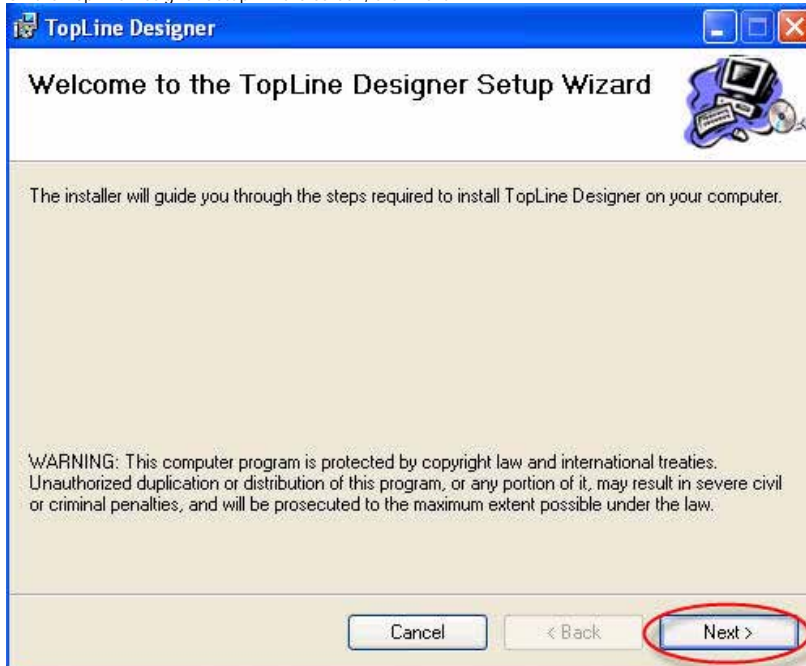 TopLine Designer
Welcome to the TopLine Designer Setup Wizard
The installer will guide you through the steps required to install TopLine Designer on your computer.
WARNING: This computer program is protected by copyright law and international treaties.
Unauthorized duplication or distribution of this program, or any portion of it, may result in severe civil
or criminal penalties, and will be prosecuted to the maximum extent possible under the law.
Cancel
< Back
Next >